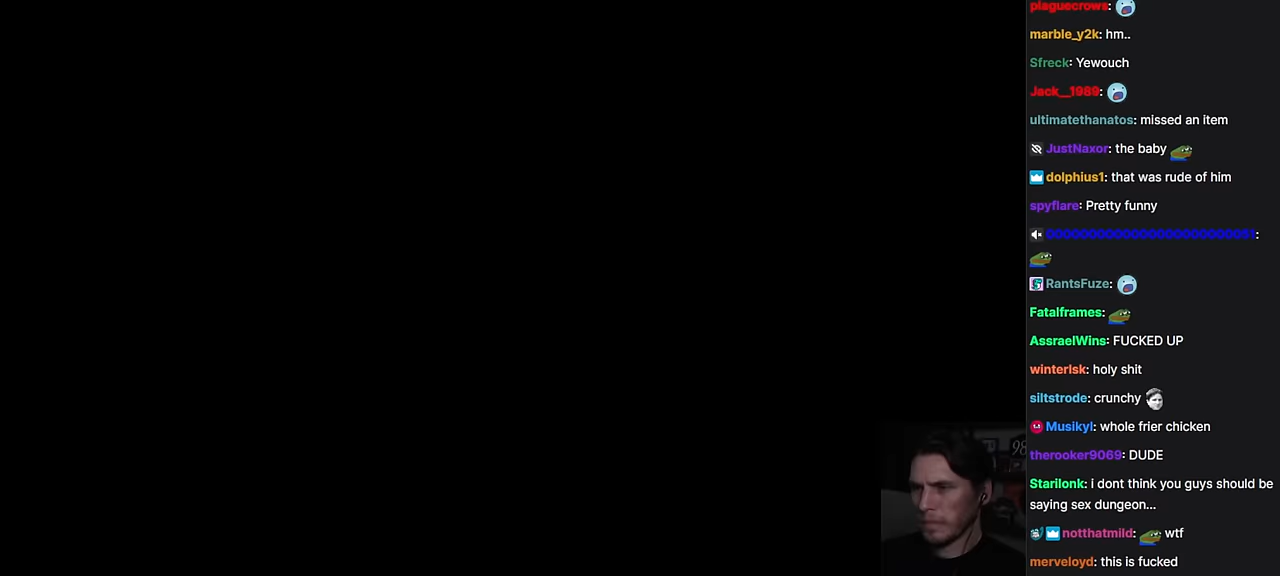 plaguecrows:
marble_y2k: hm..
Sfreck: Yewouch
Jack__1989:
ultimatethanatos: missed an item
JustNaxor: the baby
dolphius1: that was rude of him
spyflare: Pretty funny
RantsFuze:
Fatalframes:
AssraelWins: FUCKED UP
winterlsk: holy shit
siltstrode: crunchy
Musikyl: whole frier chicken
therooker9069: DUDE
Starilonk: i dont think you guys should be
saying sex dungeon...
notthatmild: wtf
merveloyd: this is fucked
98